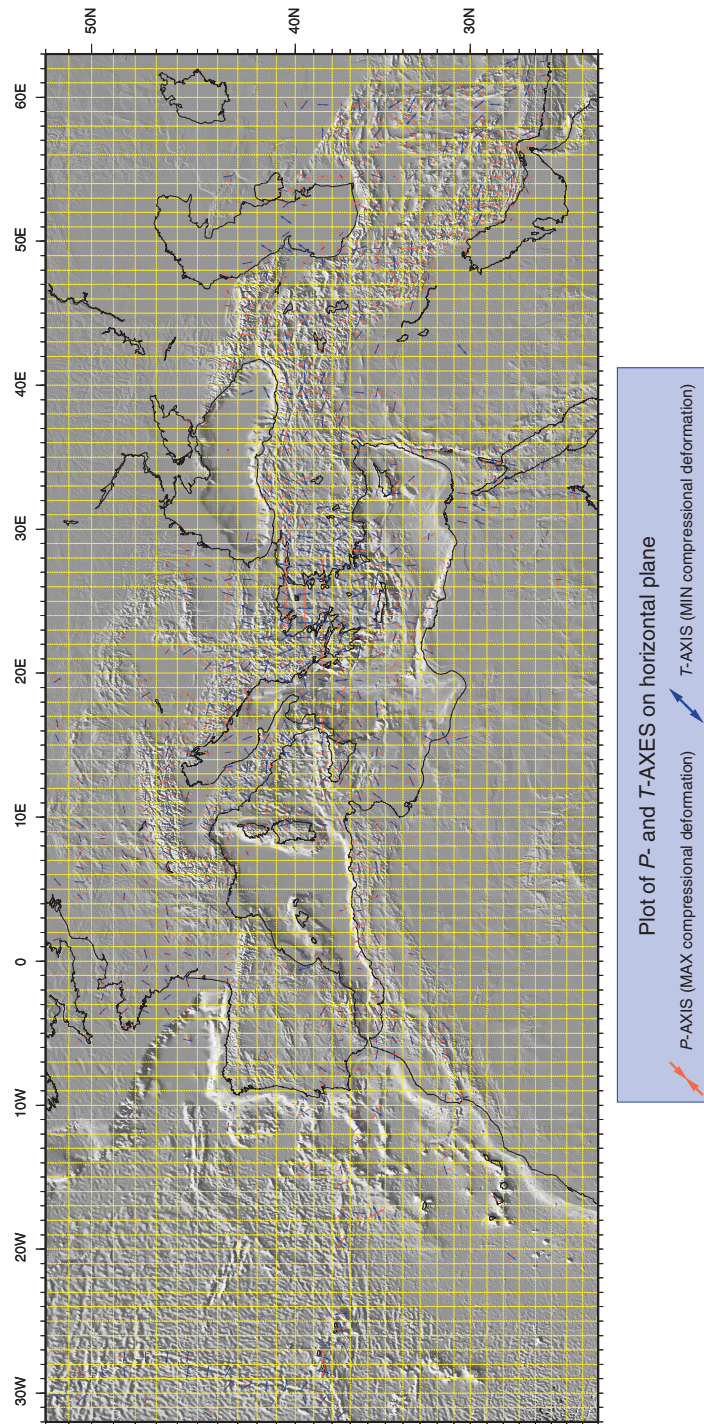 50N
40N
30N
60E
50E
40E
30E
20E
10E
0
10W
20W
30W
Plot of P- and T-AXES on horizontal plane
P-AXIS (MAX compressional deformation)
T-AXIS (MIN compressional deformation)